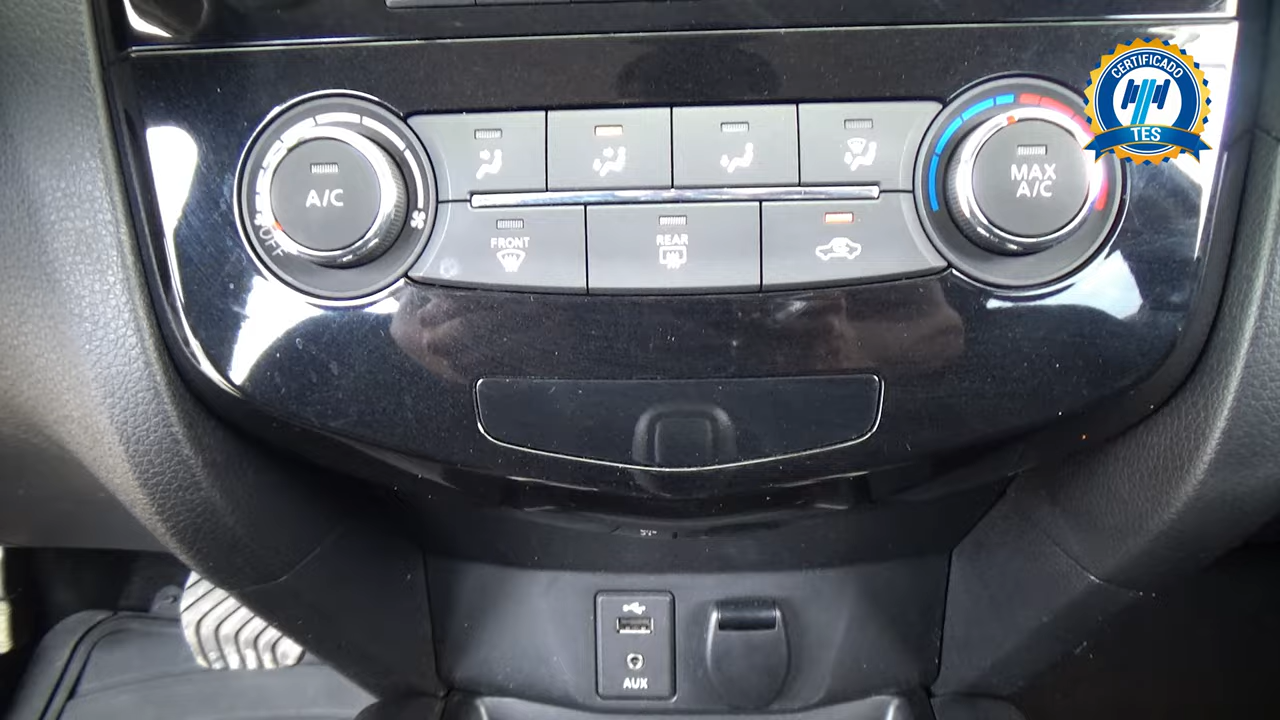 CERTIFICADO
TES
A/C
OFF
MAX
A/C
FRONT
REAR
AUX